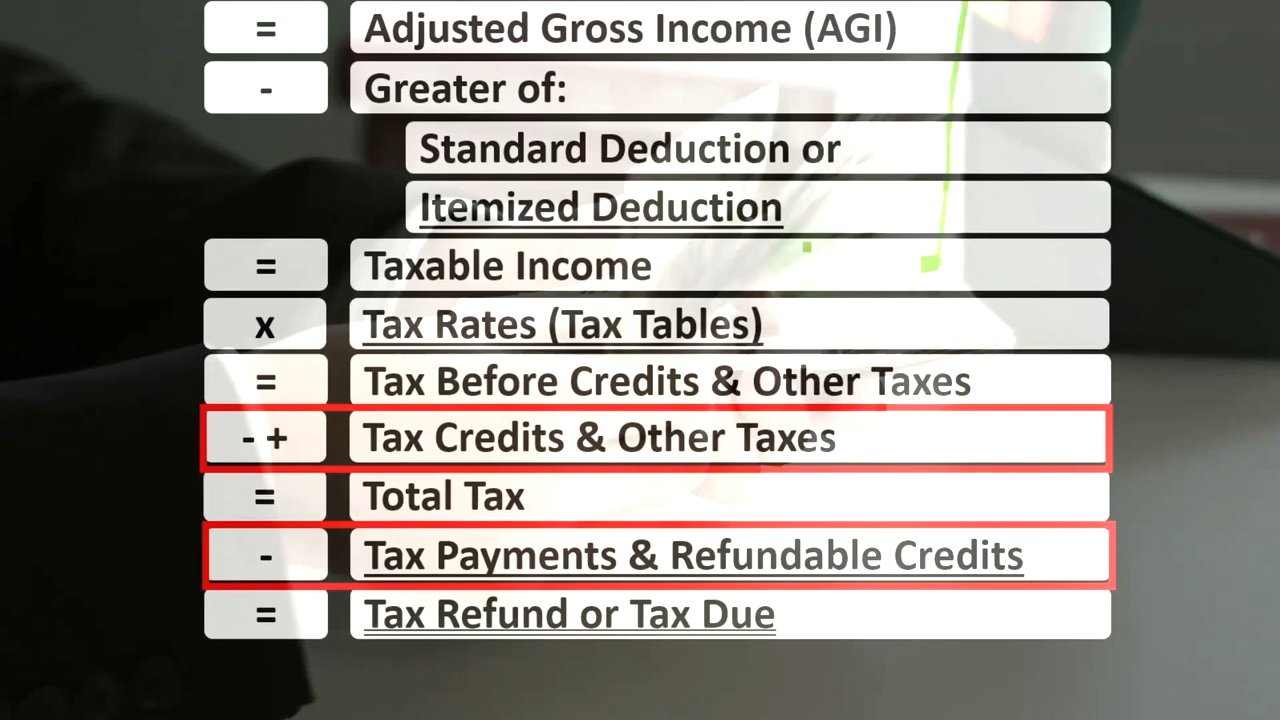 = Adjusted Gross Income (AGI)
- Greater of:
Standard Deduction or
Itemized Deduction
= Taxable Income
x Tax Rates (Tax Tables)
= Tax Before Credits & Other Taxes
- + Tax Credits & Other Taxes
= Total Tax
- Tax Payments & Refundable Credits
= Tax Refund or Tax Due